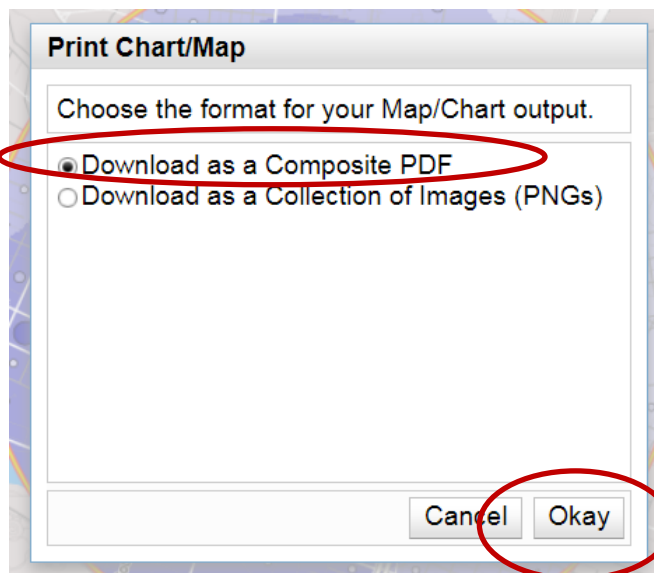 Print Chart/Map
Choose the format for your Map/Chart output.
Download as a Composite PDF
Download as a Collection of Images (PNGs)
Cancel Okay